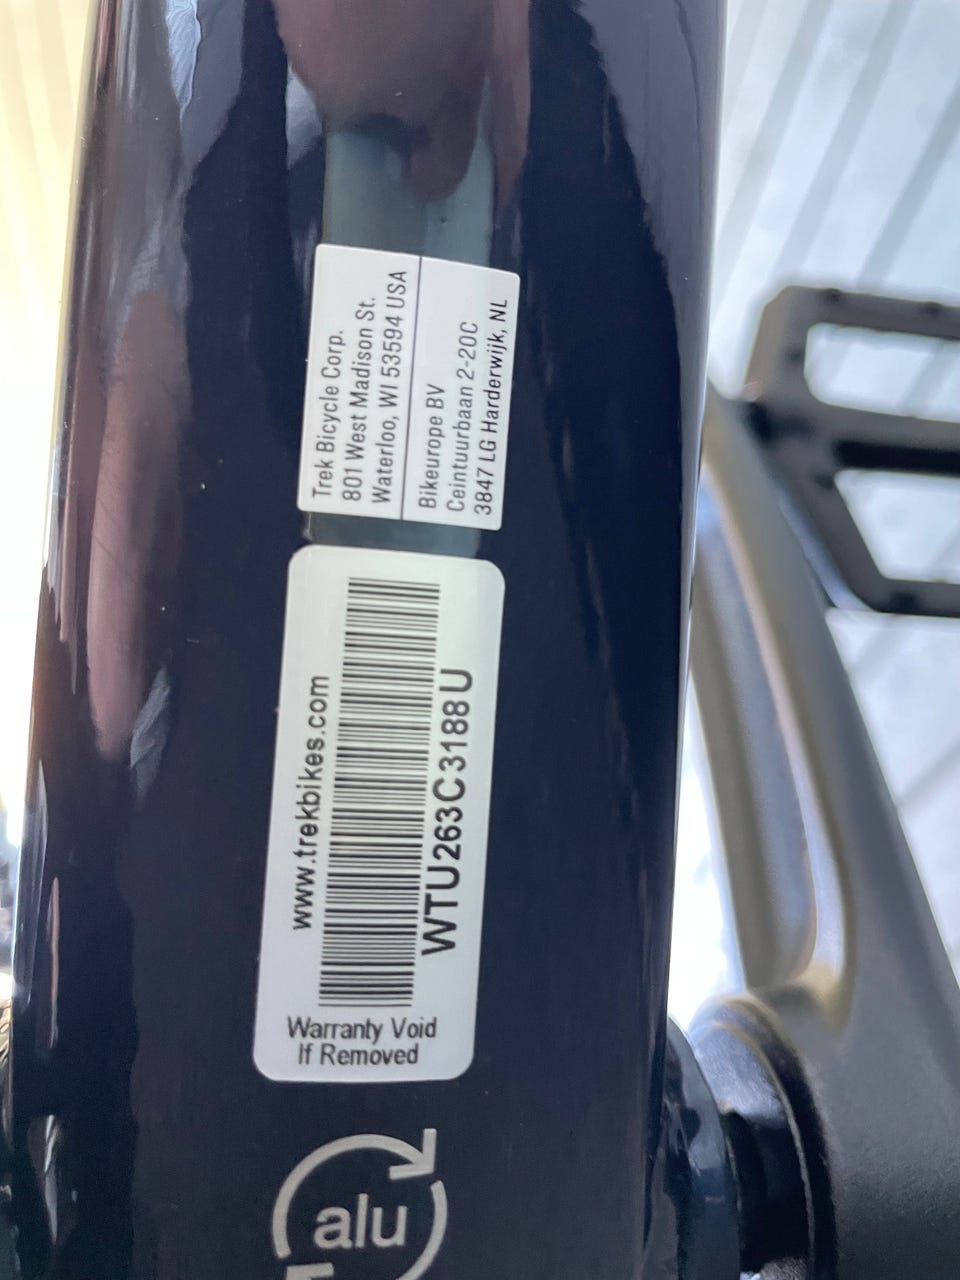 Trek Bicycle Corp.
801 West Madison St.
Waterloo, WI 53594 USA
Bikeurope BV
Ceintuurbaan 2-20C
3847 LG Harderwijk, NL
www.trekbikes.com
WTU263C3188U
Warranty Void
If Removed
alu